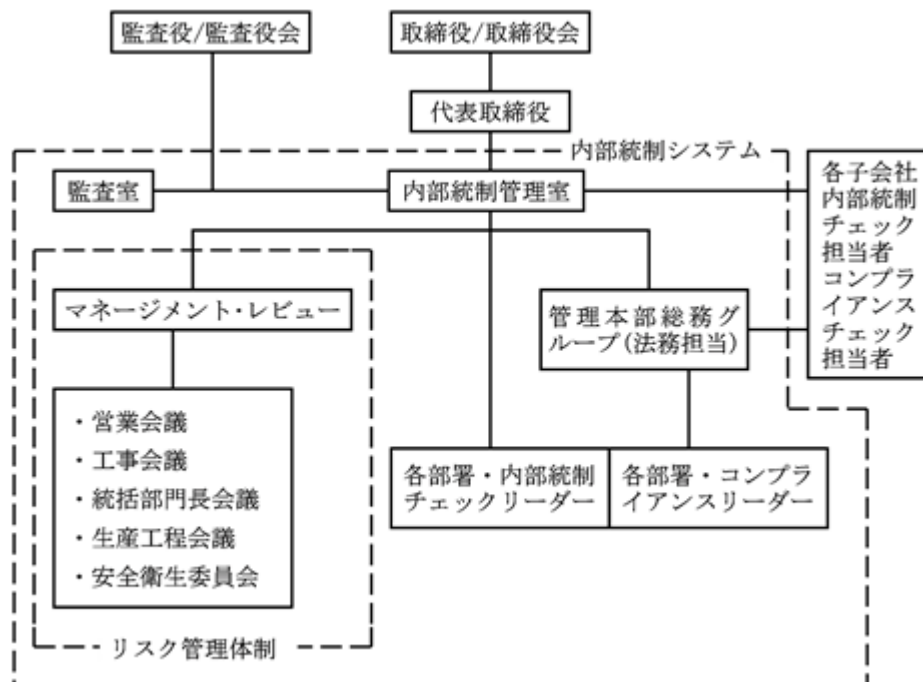 監査役/監査役会
取締役/取締役会
代表取締役
内部統制システム
監査室
内部統制管理室
各子会社
内部統制
チェック
担当者
コンプラ
イアンス
チェック
担当者
マネージメント・レビュー
管理本部総務グ
ループ(法務担当)
・営業会議
・工事会議
・統括部門長会議
・生産工程会議
・安全衛生委員会
各部署・内部統制
チェックリーダー
各部署・コンプラ
イアンスリーダー
リスク管理体制